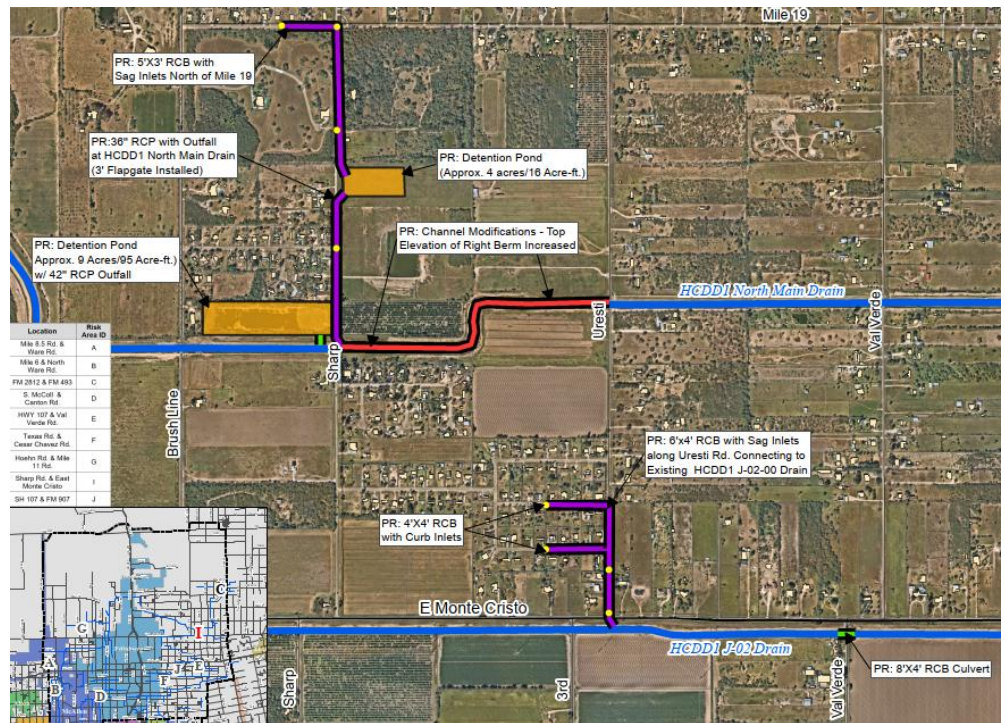 Mile 19
PR: 5'X3' RCB with
Sag Inlets North of Mile 19
PR:36" RCP with Outfall
at HCDD1 North Main Drain
(3' Flapgate Installed)
PR: Detention Pond
(Approx. 4 acres/16 Acre-ft.)
PR: Channel Modifications - Top
Elevation of Right Berm Increased
PR: Detention Pond
Approx. 9 Acres/95 Acre-ft.)
w/ 42" RCP Outfall
HCDD1 North Main Drain
Uresti
Val Verde
Sharp
Brush Line
Location Risk Area ID
Mile 8.5 Rd. & Ware Rd. A
Mile 6 & North Ware Rd. B
FM 2812 & FM 493 C
S. McColl & Canton Rd. D
HWY 107 & Val Verde Rd. E
Texas Rd. & Cesar Chavez Rd. F
Hoehn Rd. & Mile 11 Rd. G
Sharp Rd. & East Monte Cristo I
SH 107 & FM 907 J
PR: 6'x4' RCB with Sag Inlets
along Uresti Rd. Connecting to
Existing HCDD1 J-02-00 Drain
PR: 4'X4' RCB
with Curb Inlets
E Monte Cristo
HCDD1 J-02 Drain
PR: 8'X4' RCB Culvert
Sharp
3rd
Val Verde
C
G
I
A
J
E
B
F
D